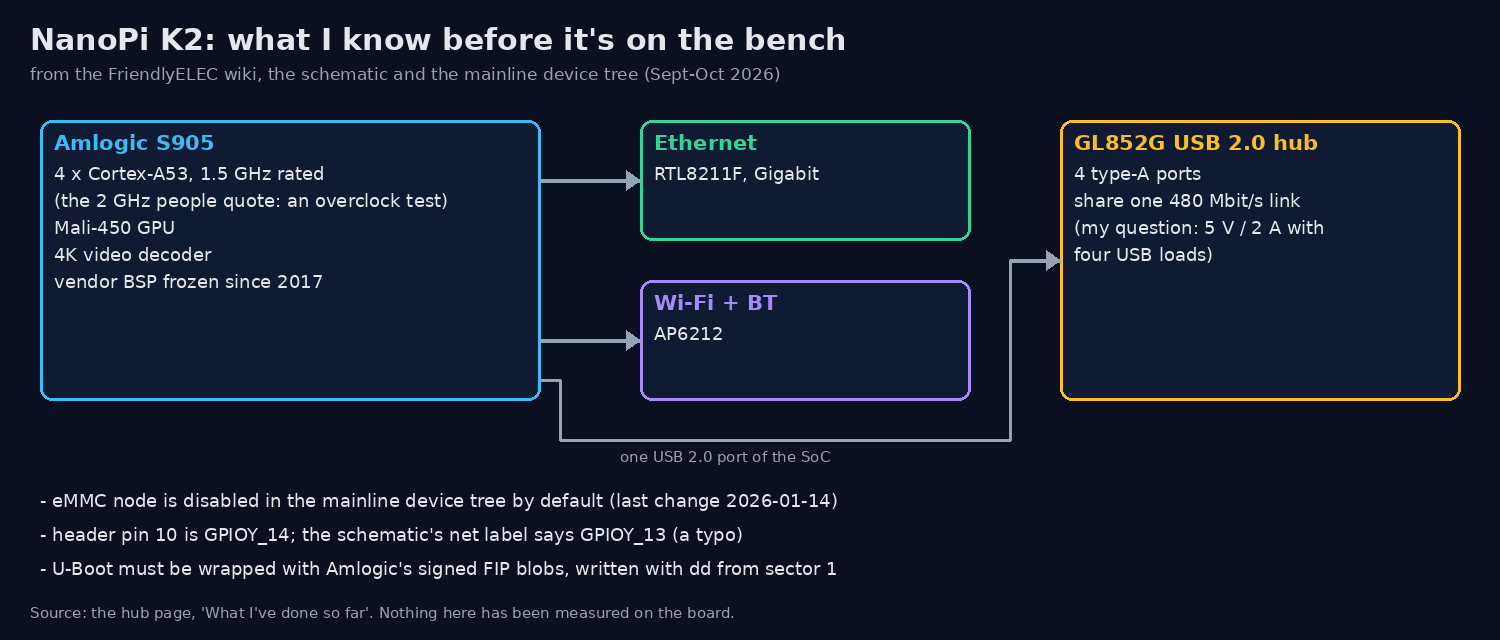 NanoPi K2: what I know before it's on the bench
from the FriendlyELEC wiki, the schematic and the mainline device tree (Sept-Oct 2026)
Amlogic S905
4 x Cortex-A53, 1.5 GHz rated
(the 2 GHz people quote: an overclock test)
Mali-450 GPU
4K video decoder
vendor BSP frozen since 2017
Ethernet
RTL8211F, Gigabit
Wi-Fi + BT
AP6212
GL852G USB 2.0 hub
4 type-A ports
share one 480 Mbit/s link
(my question: 5 V / 2 A with
four USB loads)
one USB 2.0 port of the SoC
- eMMC node is disabled in the mainline device tree by default (last change 2026-01-14)
- header pin 10 is GPIOY_14; the schematic's net label says GPIOY_13 (a typo)
- U-Boot must be wrapped with Amlogic's signed FIP blobs, written with dd from sector 1
Source: the hub page, 'What I've done so far'. Nothing here has been measured on the board.